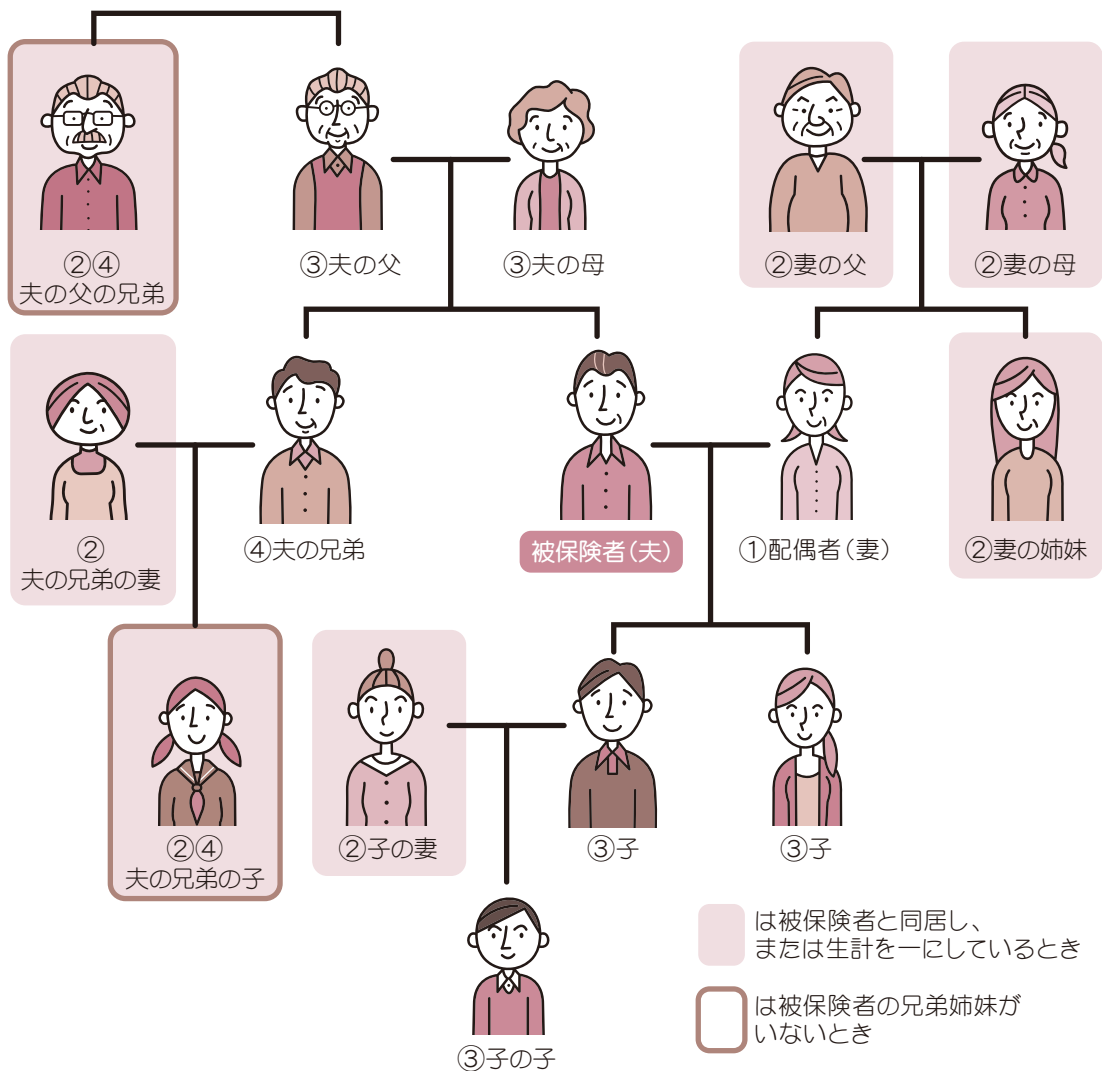 ②④
夫の父の兄弟
③夫の父
③夫の母
②妻の父
②妻の母
②
夫の兄弟の妻
④夫の兄弟
被保険者(夫)
①配偶者(妻)
②妻の姉妹
②④
夫の兄弟の子
②子の妻
③子
③子
③子の子
は被保険者と同居し、
または生計を一にしているとき
は被保険者の兄弟姉妹が
いないとき